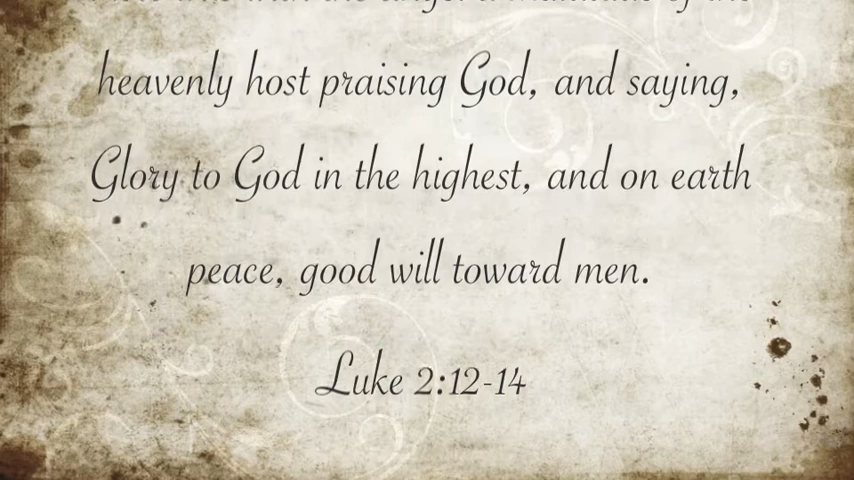 heavenly host praising God, and saying,
Glory to God in the highest, and on earth
peace, good will toward men.
Luke 2:12-14